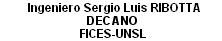 Ingeniero Sergio Luis RIBOTTA
DECANO
FICES-UNSL